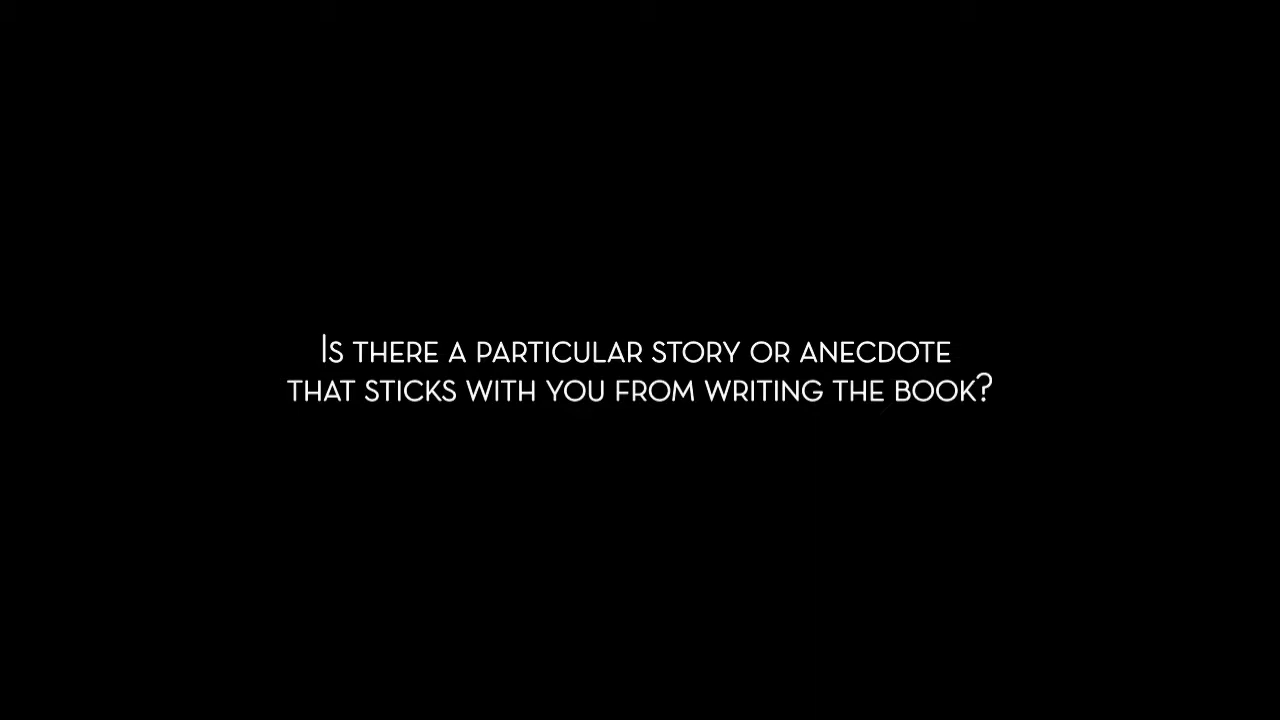 Is there a particular story or anecdote
that sticks with you from writing the book?